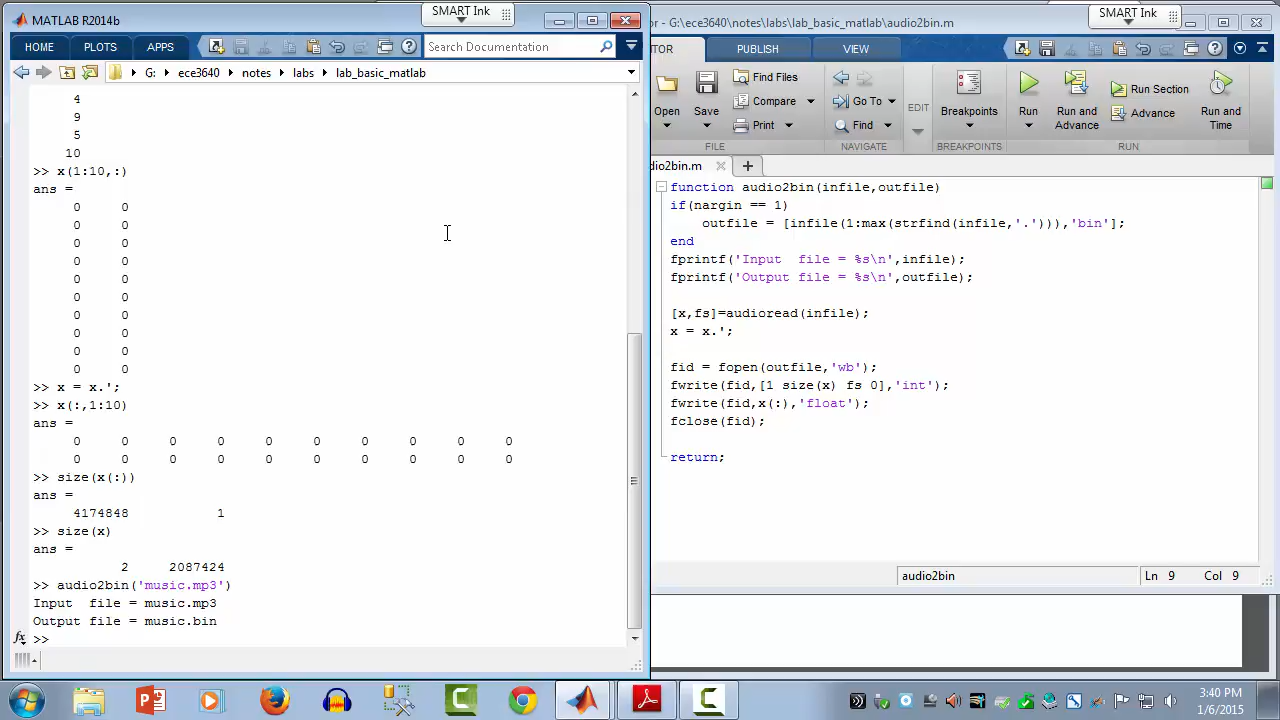 MATLAB R2014b
SMART Ink
HOME PLOTS APPS
Search Documentation
G: ece3640 notes labs lab_basic_matlab
4
9
5
10
>> x(1:10,:)
ans =
0 0
0 0
0 0
0 0
0 0
0 0
0 0
0 0
0 0
0 0
>> x = x.';
>> x(:,1:10)
ans =
0 0 0 0 0 0 0 0 0 0
0 0 0 0 0 0 0 0 0 0
>> size(x(:))
ans =
4174848 1
>> size(x)
ans =
2 2087424
>> audio2bin('music.mp3')
Input  file = music.mp3
Output file = music.bin
fx >>
or - G:\ece3640\notes\labs\lab_basic_matlab\audio2bin.m
SMART Ink
TOR PUBLISH VIEW
Open
Save
Find Files
Compare
Print
FILE
Go To
Find
NAVIGATE
EDIT
Breakpoints
BREAKPOINTS
Run
Run and Advance
Run Section
Advance
Run and Time
RUN
dio2bin.m +
function audio2bin(infile,outfile)
if(nargin == 1)
    outfile = [infile(1:max(strfind(infile,'.'))),'bin'];
end
fprintf('Input  file = %s\n',infile);
fprintf('Output file = %s\n',outfile);
[x,fs]=audioread(infile);
x = x.';
fid = fopen(outfile,'wb');
fwrite(fid,[1 size(x) fs 0],'int');
fwrite(fid,x(:),'float');
fclose(fid);
return;
audio2bin Ln 9 Col 9
3:40 PM
1/6/2015